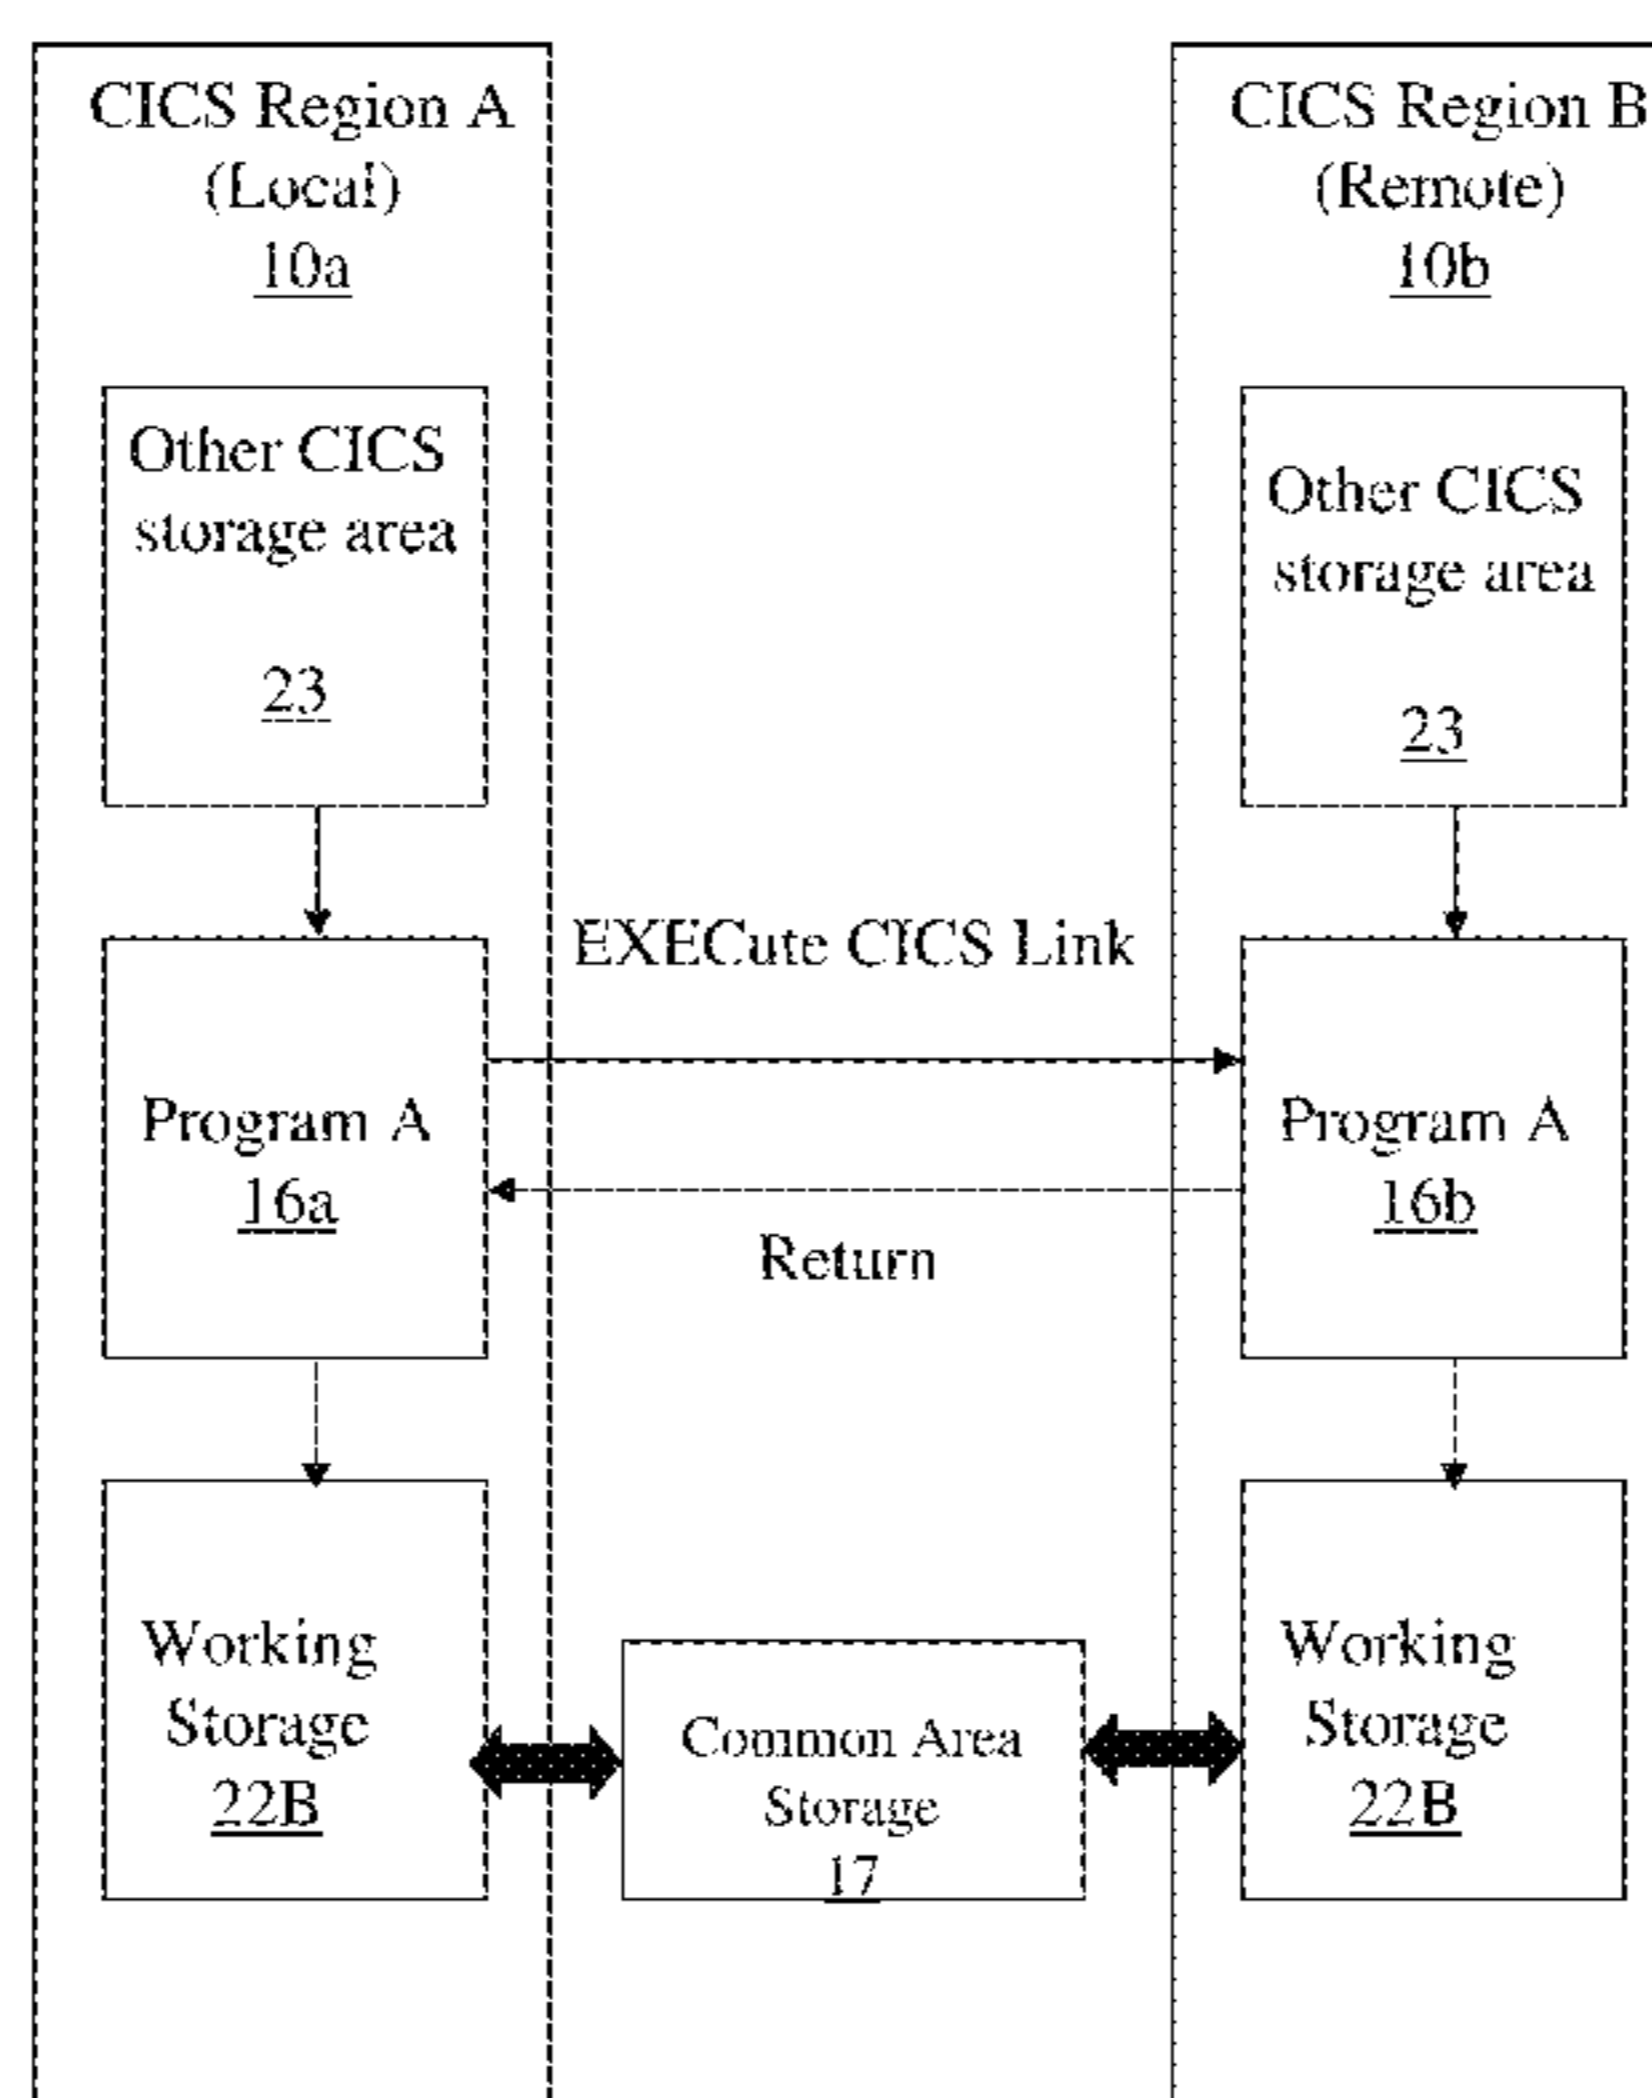 CICS Region A
(Local)
10a
Other CICS
storage area
23
Program A
16a
Working
Storage
22B
EXECute CICS Link
Return
Common Area
Storage
17
CICS Region B
(Remote)
10b
Other CICS
storage area
23
Program A
16b
Working
Storage
22B